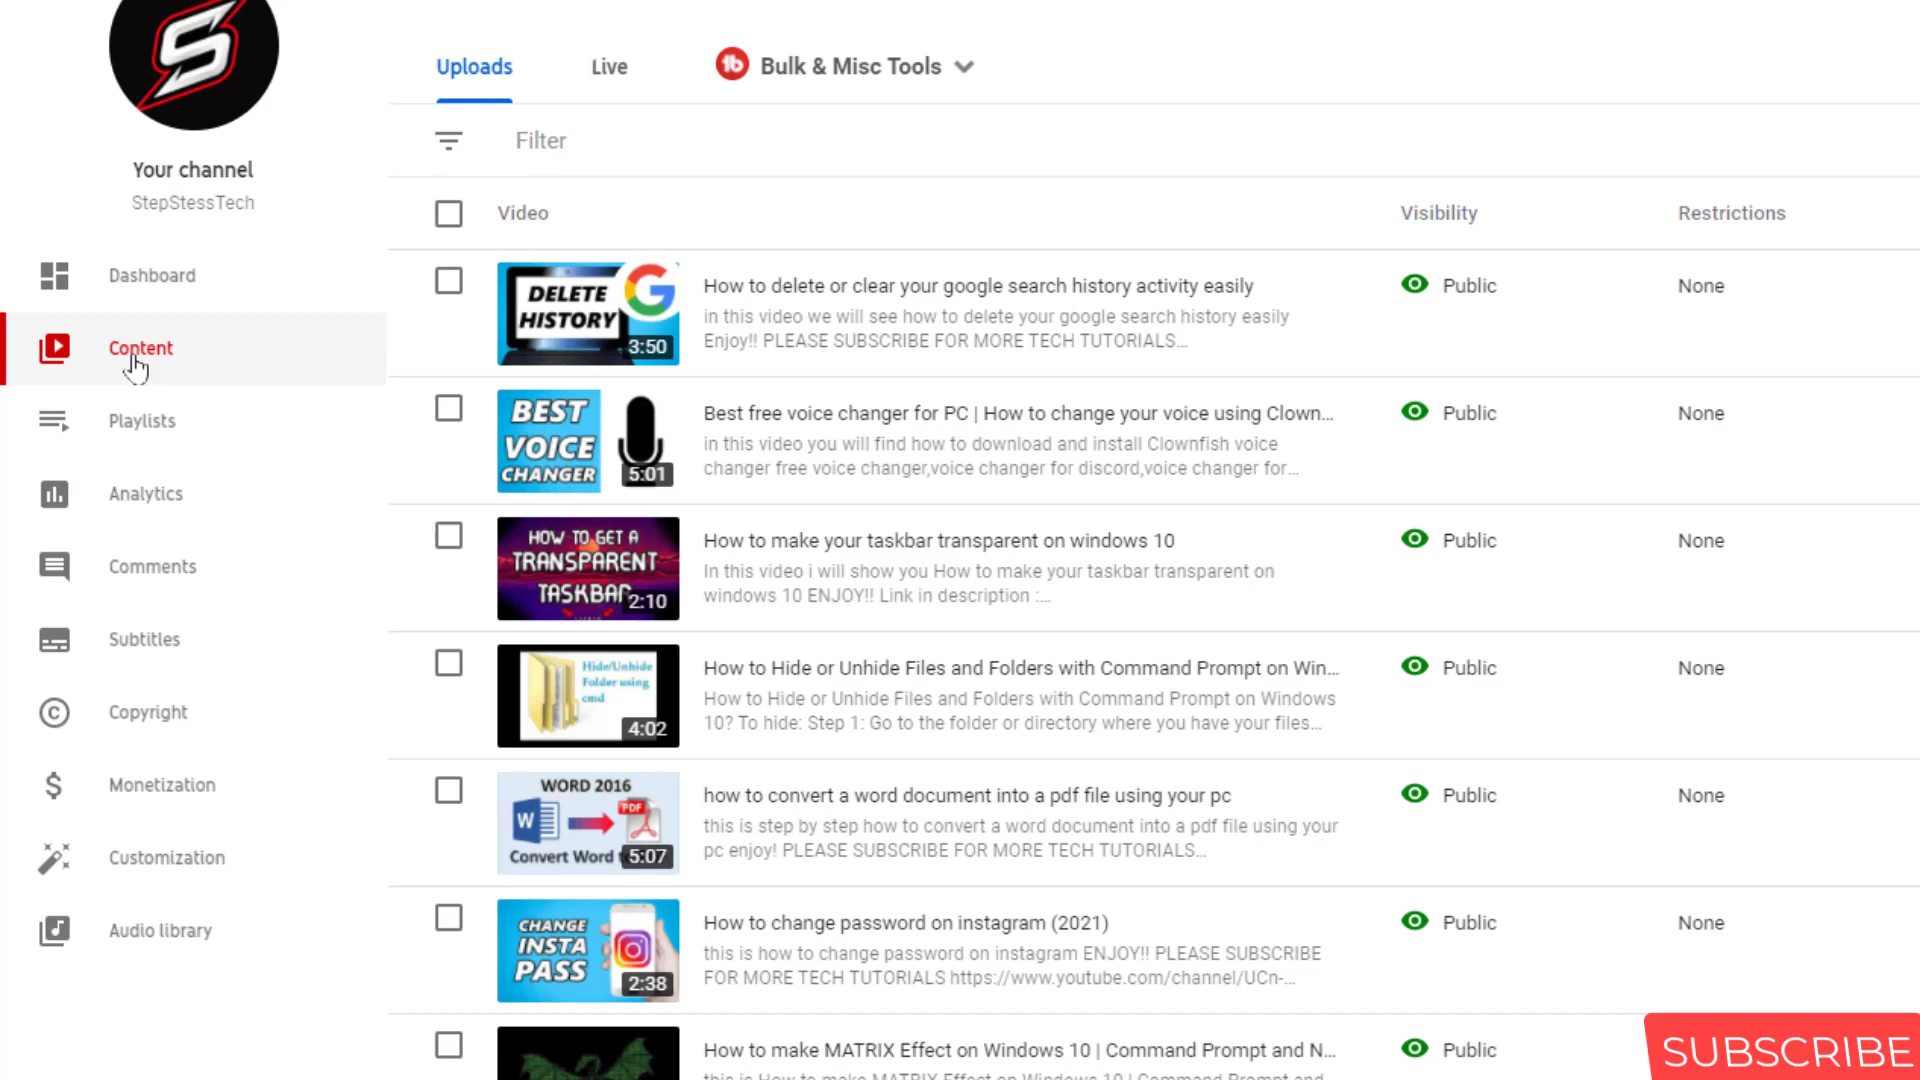 Uploads
Live
Bulk & Misc Tools
Filter
Your channel
StepStessTech
Dashboard
Content
Playlists
Analytics
Comments
Subtitles
Copyright
Monetization
Customization
Audio library
Video
Visibility
Restrictions
DELETE
HISTORY
3:50
How to delete or clear your google search history activity easily
in this video we will see how to delete your google search history easily
Enjoy!! PLEASE SUBSCRIBE FOR MORE TECH TUTORIALS...
Public
None
BEST
VOICE
CHANGER
5:01
Best free voice changer for PC | How to change your voice using Clown...
in this video you will find how to download and install Clownfish voice
changer free voice changer,voice changer for discord,voice changer for...
Public
None
HOW TO GET A
TRANSPARENT
TASKBAR
2:10
How to make your taskbar transparent on windows 10
In this video i will show you How to make your taskbar transparent on
windows 10 ENJOY!! Link in description :...
Public
None
Hide/Unhide
Folder using
cmd
4:02
How to Hide or Unhide Files and Folders with Command Prompt on Win...
How to Hide or Unhide Files and Folders with Command Prompt on Windows
10? To hide: Step 1: Go to the folder or directory where you have your files...
Public
None
WORD 2016
W
PDF
Convert Word
5:07
how to convert a word document into a pdf file using your pc
this is step by step how to convert a word document into a pdf file using your
pc enjoy! PLEASE SUBSCRIBE FOR MORE TECH TUTORIALS...
Public
None
CHANGE
INSTA
PASS
2:38
How to change password on instagram (2021)
this is how to change password on instagram ENJOY!! PLEASE SUBSCRIBE
FOR MORE TECH TUTORIALS https://www.youtube.com/channel/UCn-...
Public
None
How to make MATRIX Effect on Windows 10 | Command Prompt and N...
this is How to make MATRIX Effect on Windows 10 | Command Prompt and
Public
SUBSCRIBE